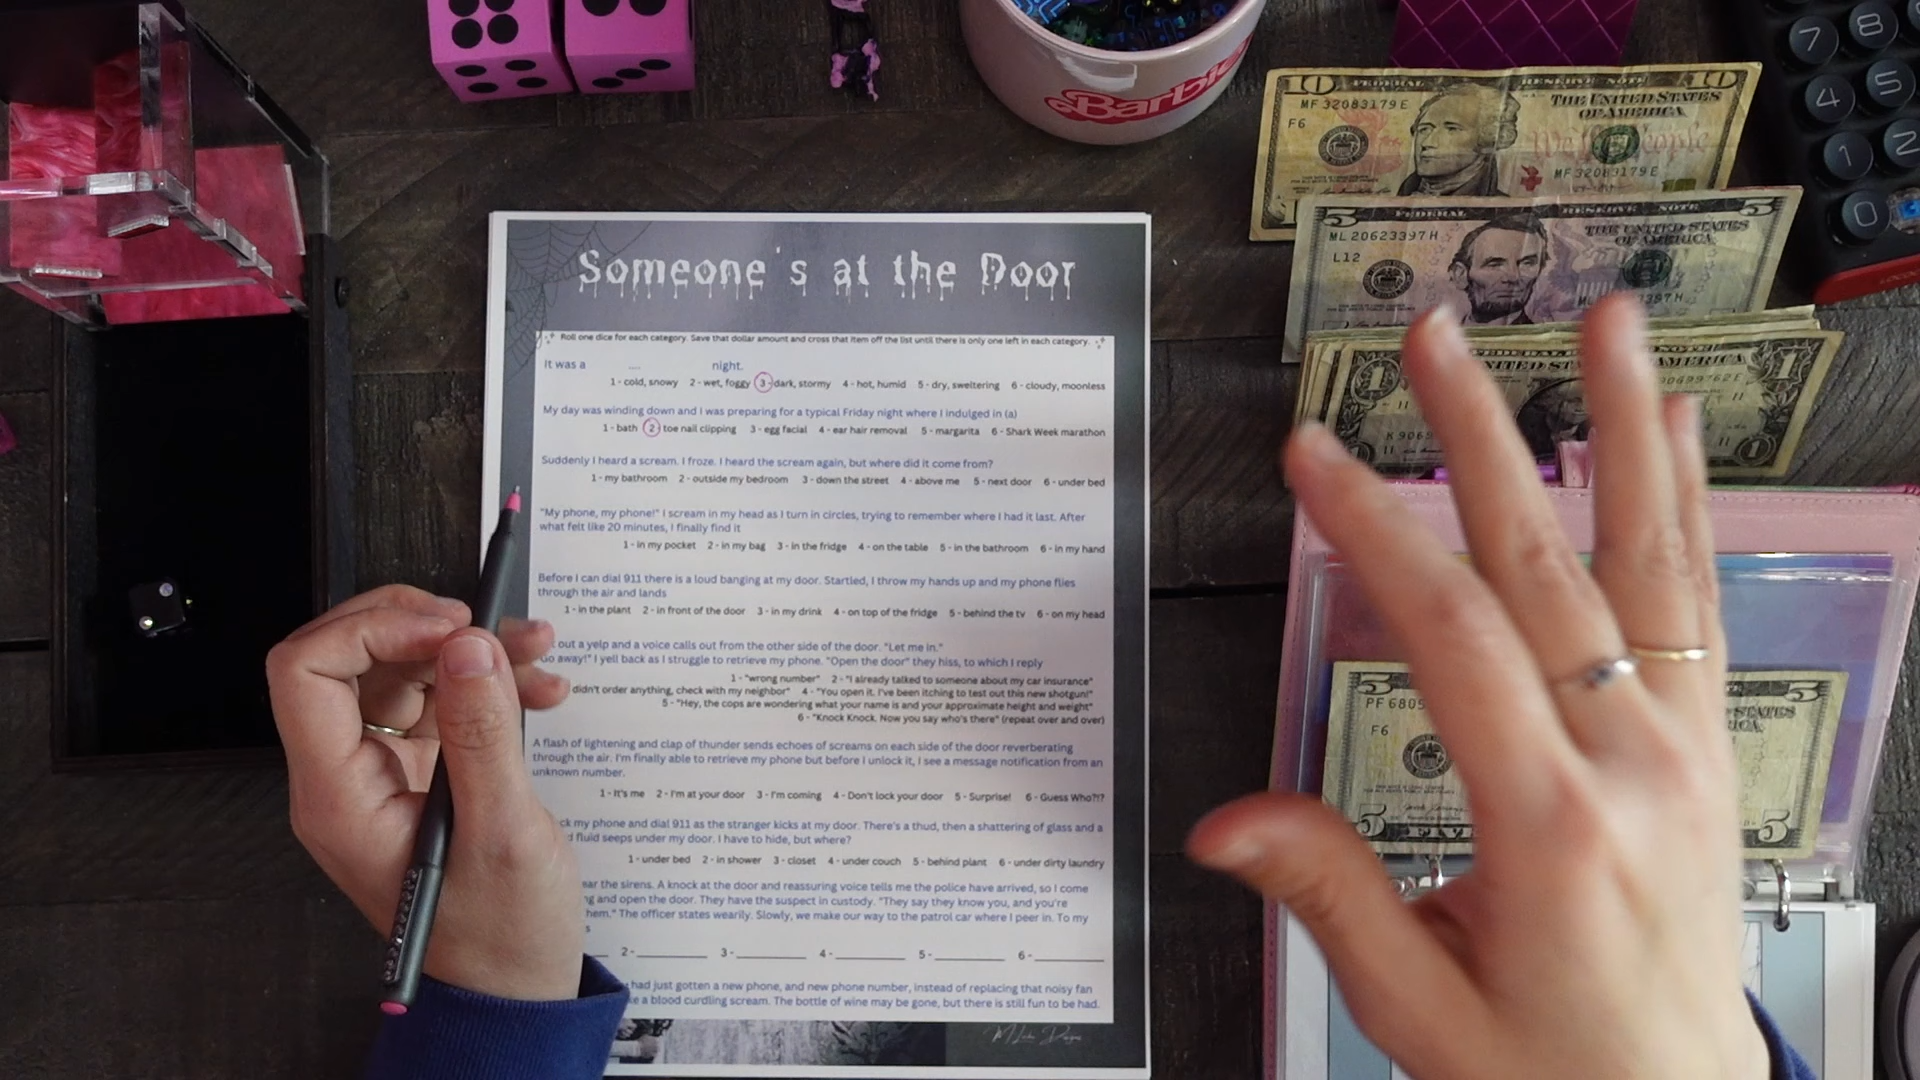 7 8
4 5
1 2
0
Barbie
10 FEDERAL RESERVE NOTE 10
MF 32083179 E
THE UNITED STATES
OF AMERICA
F6
We the People
MF 32083179 E
5 FEDERAL RESERVE NOTE 5
ML 20623397 H
THE UNITED STATES
OF AMERICA
L12
1
1
5
PF 6805
STATES
F6
5
5
Someone's at the Door
Roll one dice for each category. Save that dollar amount and cross that item off the list until there is only one left in each category.
It was a night.
1 - cold, snowy 2 - wet, foggy 3 - dark, stormy 4 - hot, humid 5 - dry, sweltering 6 - cloudy, moonless
My day was winding down and I was preparing for a typical Friday night where I indulged in (a)
1 - bath 2 toe nail clipping 3 - egg facial 4 - ear hair removal 5 - margarita 6 - Shark Week marathon
Suddenly I heard a scream. I froze. I heard the scream again, but where did it come from?
1 - my bathroom 2 - outside my bedroom 3 - down the street 4 - above me 5 - next door 6 - under bed
"My phone, my phone!" I scream in my head as I turn in circles, trying to remember where I had it last. After
what felt like 20 minutes, I finally find it
1 - in my pocket 2 - in my bag 3 - in the fridge 4 - on the table 5 - in the bathroom 6 - in my hand
Before I can dial 911 there is a loud banging at my door. Startled, I throw my hands up and my phone flies
through the air and lands
1 - in the plant 2 - in front of the door 3 - in my drink 4 - on top of the fridge 5 - behind the tv 6 - on my head
out a yelp and a voice calls out from the other side of the door. "Let me in."
away!" I yell back as I struggle to retrieve my phone. "Open the door" they hiss, to which I reply
1 - "wrong number" 2 - "I already talked to someone about my car insurance"
didn't order anything, check with my neighbor" 4 - "You open it. I've been itching to test out this new shotgun!"
5 - "Hey, the cops are wondering what your name is and your approximate height and weight"
6 - "Knock Knock. Now you say who's there" (repeat over and over)
A flash of lightening and clap of thunder sends echoes of screams on each side of the door reverberating
through the air. I'm finally able to retrieve my phone but before I unlock it, I see a message notification from an
unknown number.
1 - It's me 2 - I'm at your door 3 - I'm coming 4 - Don't lock your door 5 - Surprise! 6 - Guess Who?!?
my phone and dial 911 as the stranger kicks at my door. There's a thud, then a shattering of glass and a
fluid seeps under my door. I have to hide, but where?
1 - under bed 2 - in shower 3 - closet 4 - under couch 5 - behind plant 6 - under dirty laundry
the sirens. A knock at the door and reassuring voice tells me the police have arrived, so I come
and open the door. They have the suspect in custody. "They say they know you, and you're
The officer states wearily. Slowly, we make our way to the patrol car where I peer in. To my
2 - 3 - 4 - 5 - 6 -
had just gotten a new phone, and new phone number, instead of replacing that noisy fan
a blood curdling scream. The bottle of wine may be gone, but there is still fun to be had.